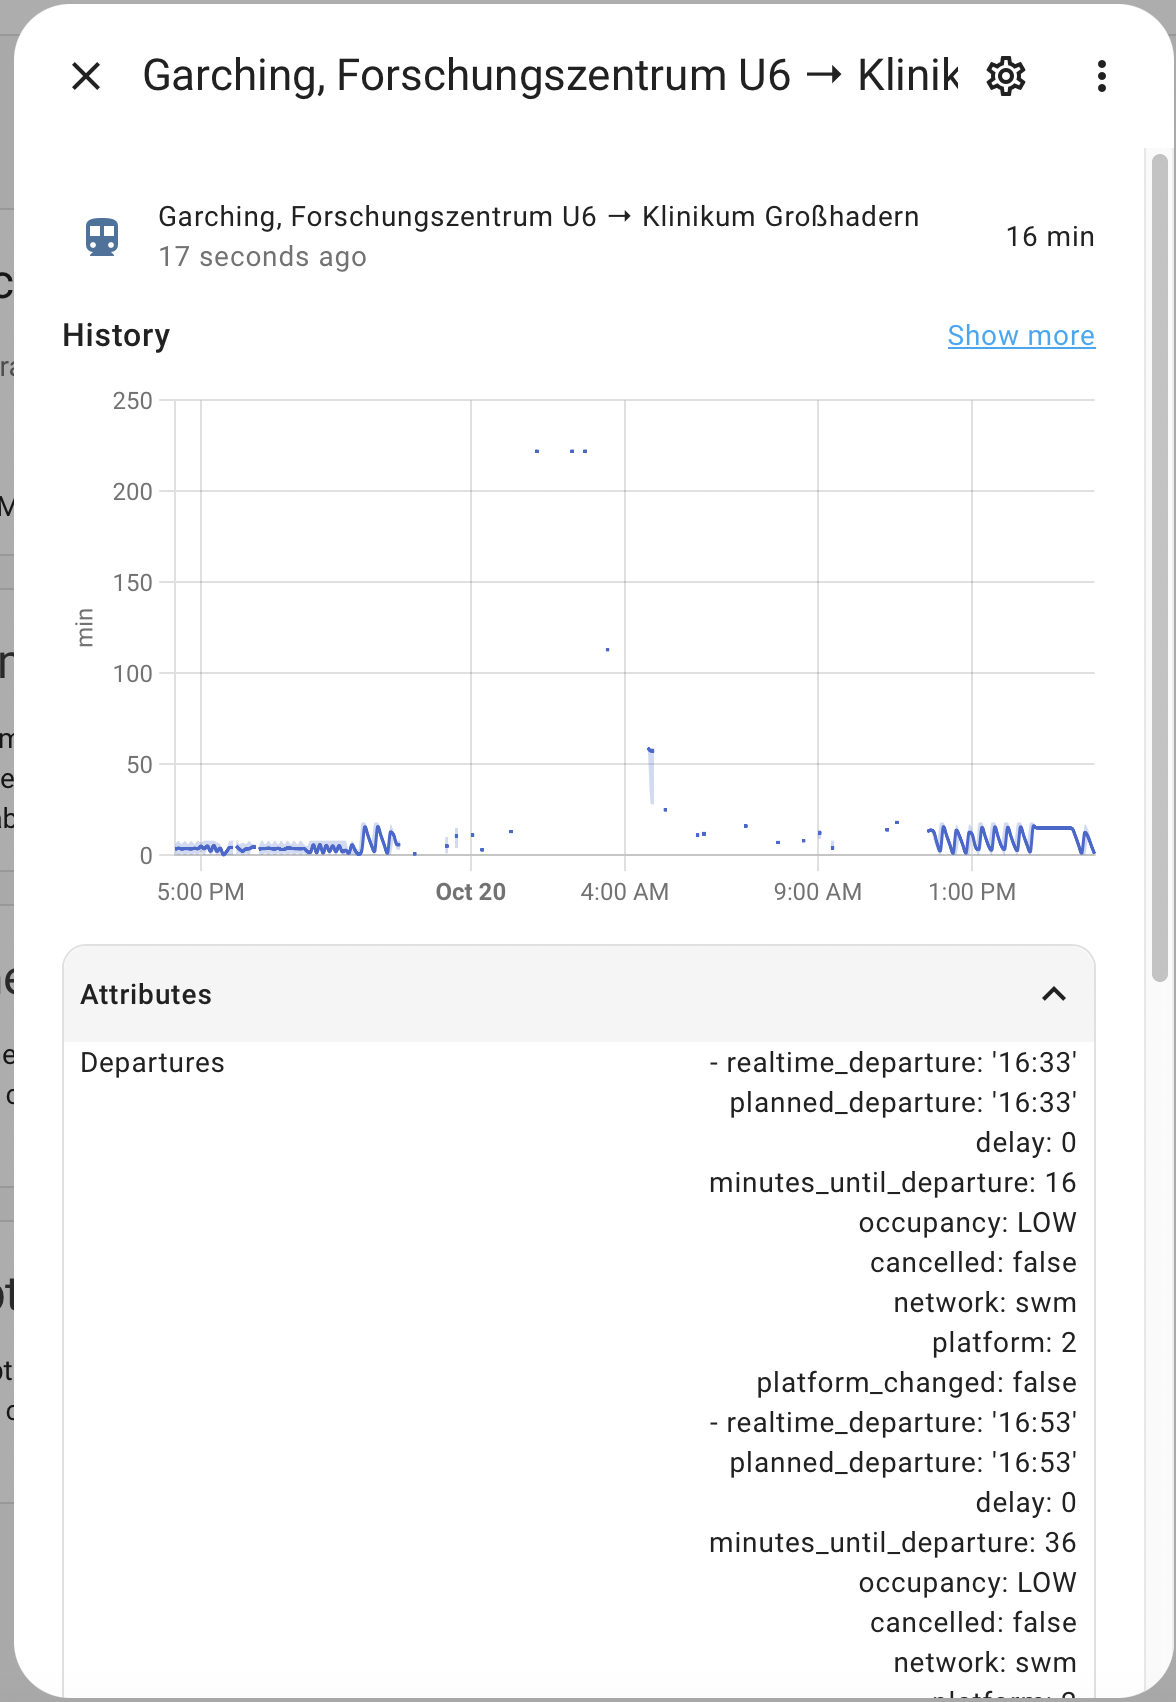 Garching, Forschungszentrum U6 → Klinik
Garching, Forschungszentrum U6 → Klinikum Großhadern
17 seconds ago
16 min
History
Show more
min
250
200
150
100
50
0
5:00 PM
Oct 20
4:00 AM
9:00 AM
1:00 PM
Attributes
Departures
- realtime_departure: '16:33'
planned_departure: '16:33'
delay: 0
minutes_until_departure: 16
occupancy: LOW
cancelled: false
network: swm
platform: 2
platform_changed: false
- realtime_departure: '16:53'
planned_departure: '16:53'
delay: 0
minutes_until_departure: 36
occupancy: LOW
cancelled: false
network: swm